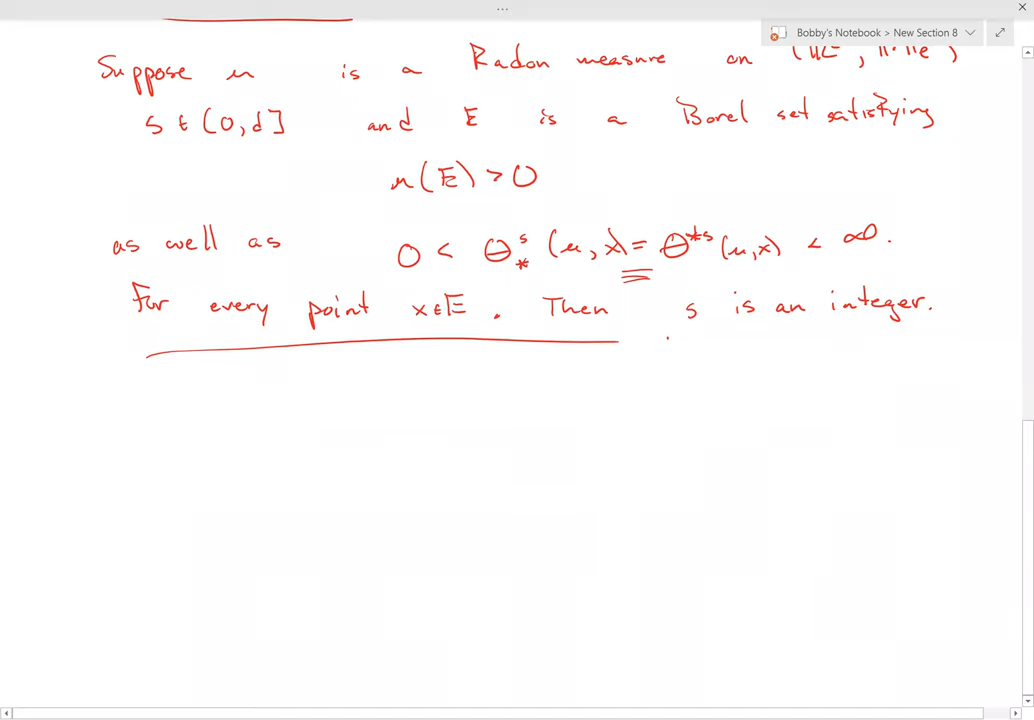 ...
Bobby's Notebook > New Section 8
Suppose μ is a Radon measure on
s ∈ (0,d] and E is a Borel set satisfying
μ(E) > 0
as well as 0 < Θ^s_* (μ, x) = Θ^{*s} (μ, x) < ∞.
For every point x ∈ E. Then s is an integer.